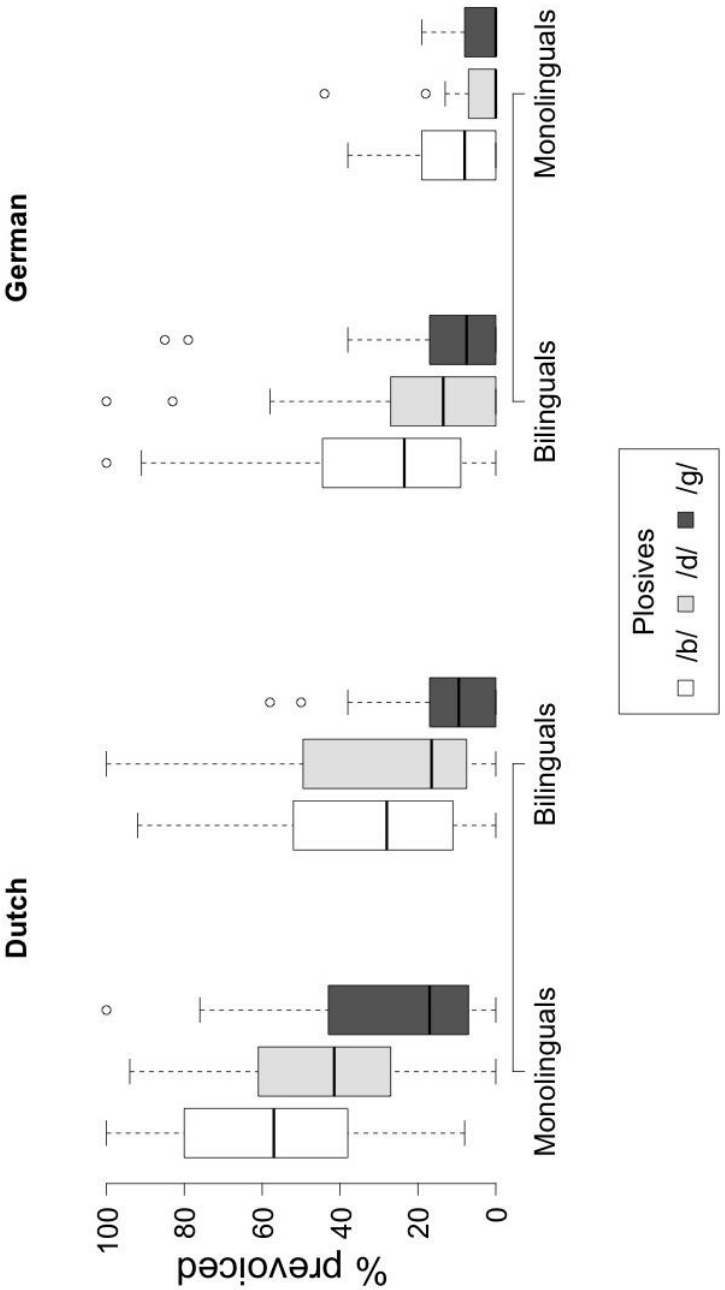 Dutch German
% prevoiced
100
80
60
40
20
0
Monolinguals Bilinguals Bilinguals Monolinguals
Plosives
/b/ /d/ /g/